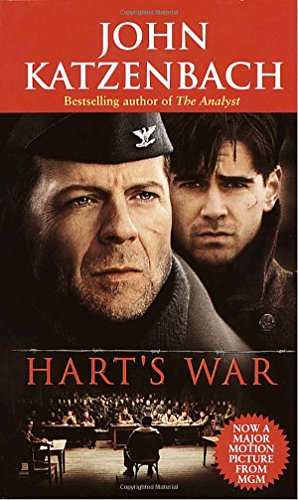 JOHN
KATZENBACH
Bestselling author of The Analyst
HART'S WAR
NOW A
MAJOR
MOTION
PICTURE
FROM
MGM